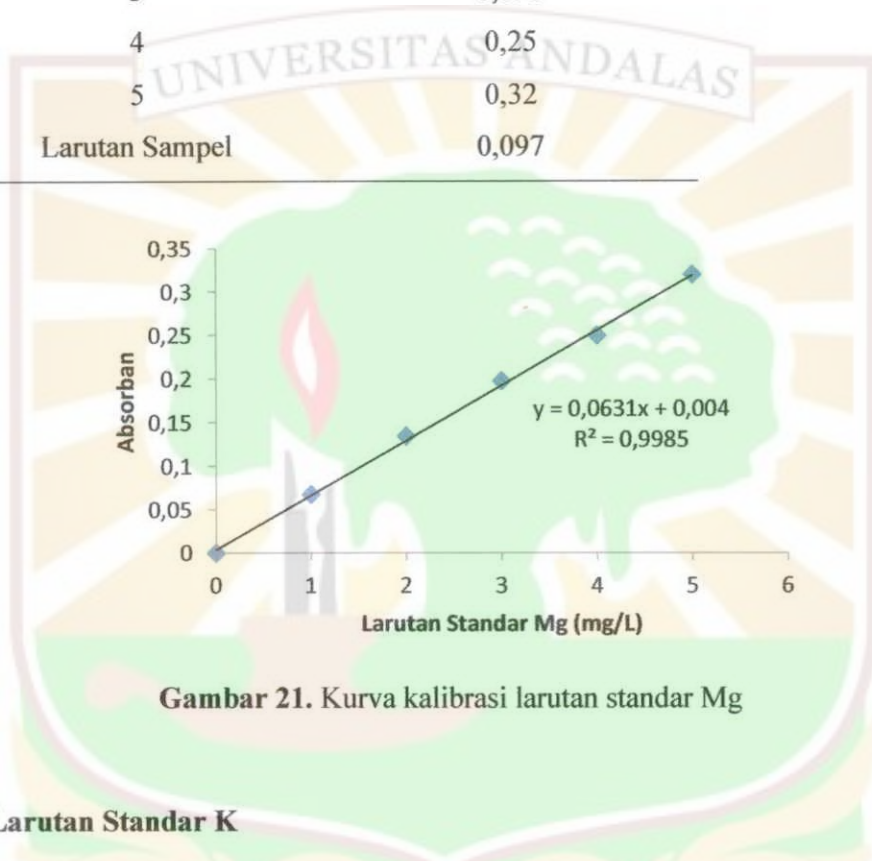 UNIVERSITAS ANDALAS
4 0,25
5 0,32
Larutan Sampel 0,097
0,35
0,3
0,25
0,2
0,15
0,1
0,05
0
Absorban
y = 0,0631x + 0,004
R² = 0,9985
0 1 2 3 4 5 6
Larutan Standar Mg (mg/L)
Gambar 21. Kurva kalibrasi larutan standar Mg
Larutan Standar K